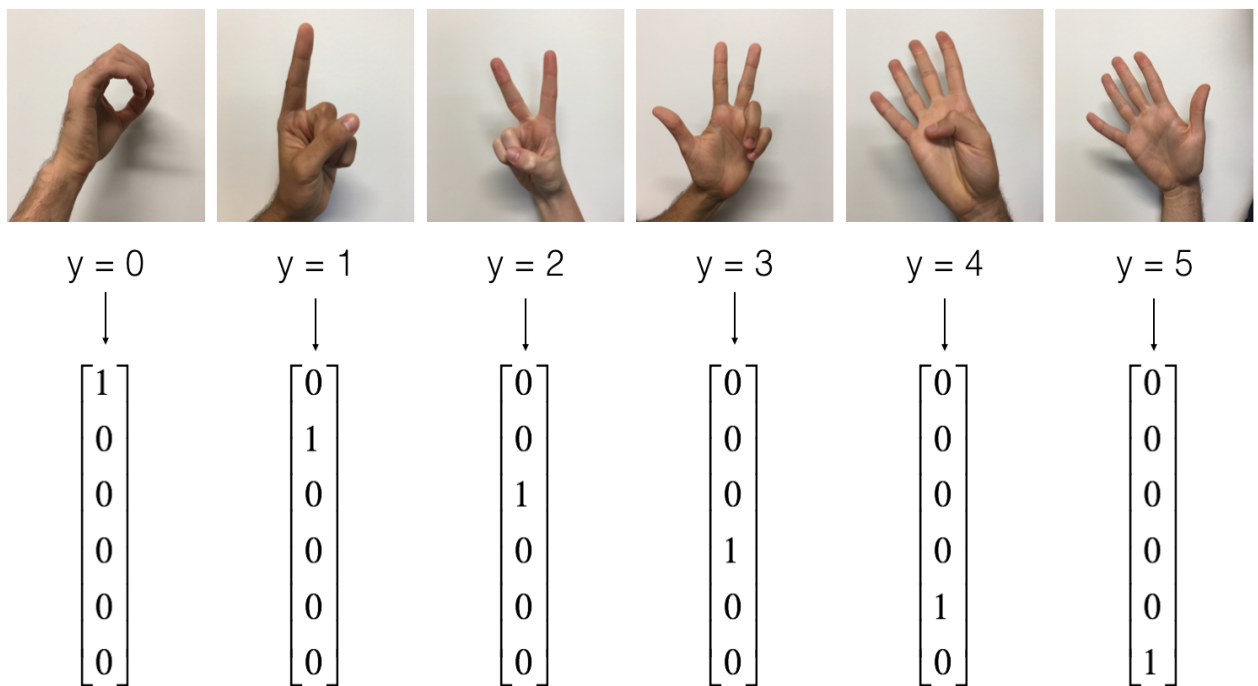 y = 0 y = 1 y = 2 y = 3 y = 4 y = 5
1 0 0 0 0 0
0 1 0 0 0 0
0 0 1 0 0 0
0 0 0 1 0 0
0 0 0 0 1 0
0 0 0 0 0 1